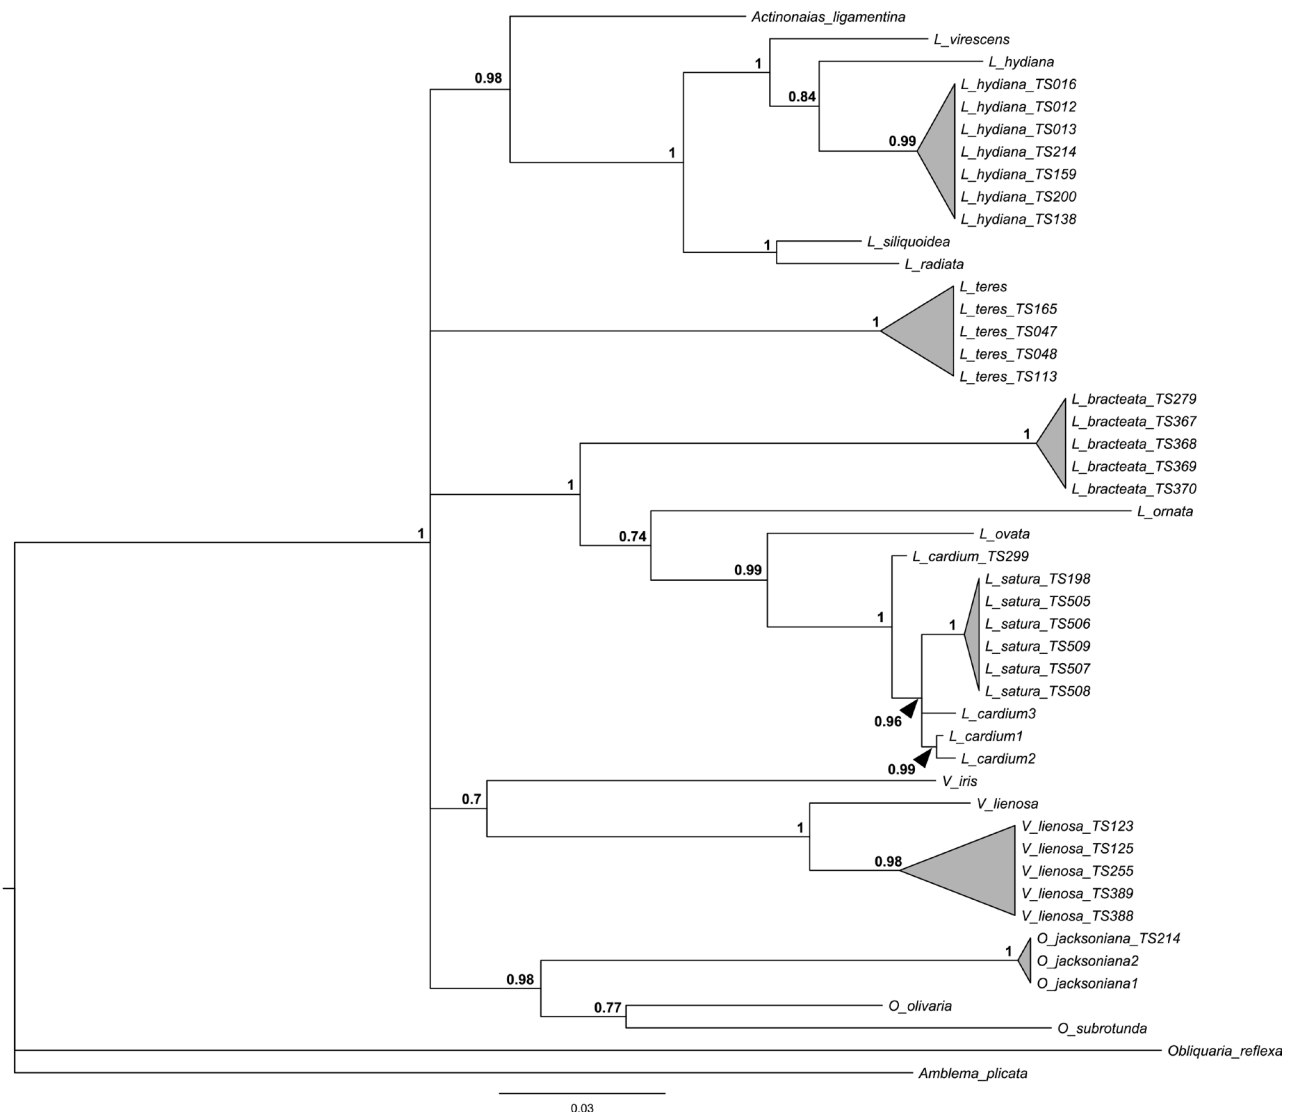 Actinonaias_ligamentina
L_virescens
1
L_hydiana
0.98
L_hydiana_TS016
0.84
L_hydiana_TS012
L_hydiana_TS013
0.99
L_hydiana_TS214
1
L_hydiana_TS159
L_hydiana_TS200
L_hydiana_TS138
1
L_siliquoidea
L_radiata
L_teres
L_teres_TS165
1
L_teres_TS047
L_teres_TS048
L_teres_TS113
L_bracteata_TS279
L_bracteata_TS367
1
L_bracteata_TS368
L_bracteata_TS369
1
L_bracteata_TS370
L_ornata
1
0.74
L_ovata
L_cardium_TS299
0.99
L_satura_TS198
L_satura_TS505
1
1
L_satura_TS506
L_satura_TS509
L_satura_TS507
L_satura_TS508
0.96
L_cardium3
L_cardium1
L_cardium2
0.99
V_iris
0.7
V_lienosa
1
V_lienosa_TS123
V_lienosa_TS125
0.98
V_lienosa_TS255
V_lienosa_TS389
V_lienosa_TS388
O_jacksoniana_TS214
1
O_jacksoniana2
0.98
O_jacksoniana1
0.77
O_olivaria
O_subrotunda
Obliquaria_reflexa
Amblema_plicata
0.03